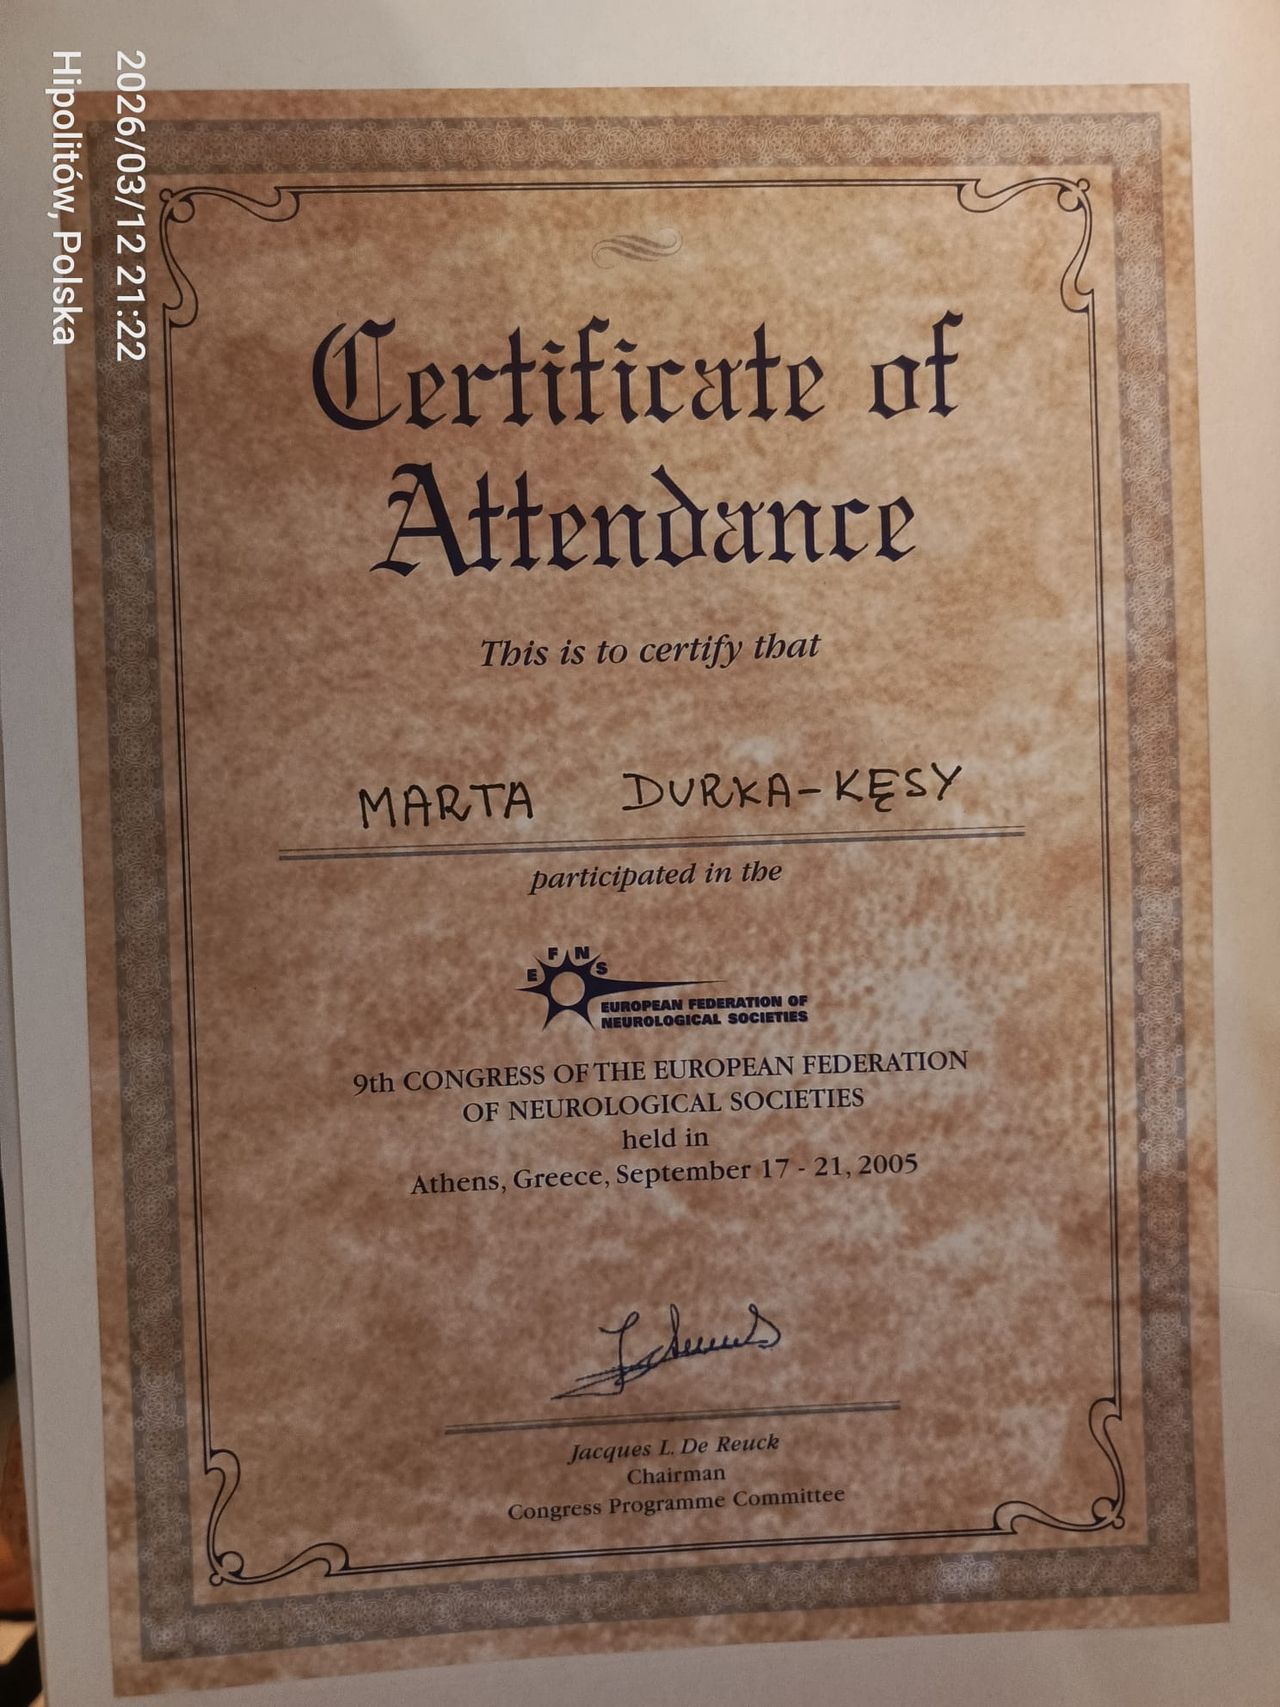 2026/03/12 21:22
Hipolitów, Polska
Certificate of
Attendance
This is to certify that
MARTA DURKA-KĘSY
participated in the
EFNS
EUROPEAN FEDERATION OF
NEUROLOGICAL SOCIETIES
9th CONGRESS OF THE EUROPEAN FEDERATION
OF NEUROLOGICAL SOCIETIES
held in
Athens, Greece, September 17 - 21, 2005
Jacques L. De Reuck
Chairman
Congress Programme Committee